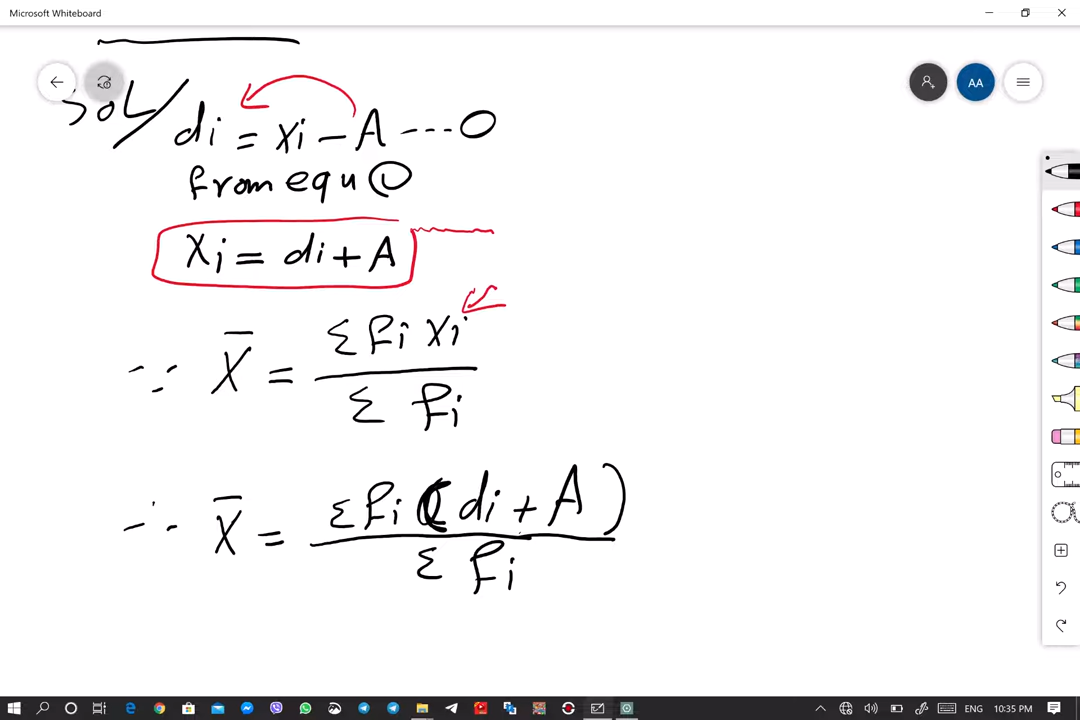 Microsoft Whiteboard
AA
SOL/
di = xi - A ---O
from equ ①
xi = di + A
∵ X̄ = Σ fi xi / Σ fi
∴ X̄ = Σ fi (di + A) / Σ fi
ENG 10:35 PM